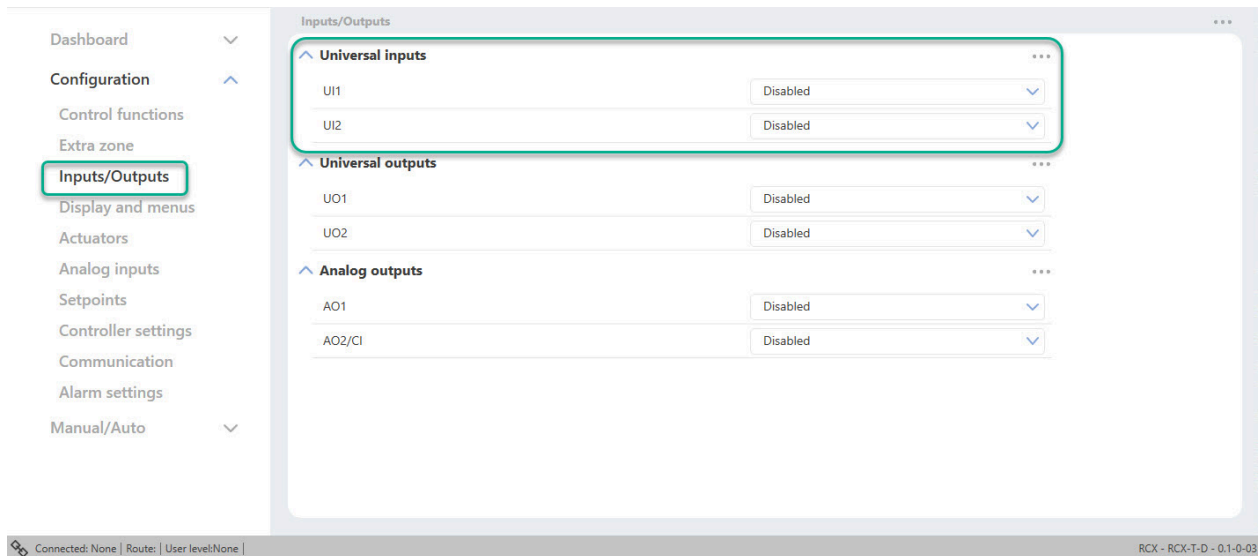 Inputs/Outputs
Dashboard
Configuration
Control functions
Extra zone
Inputs/Outputs
Display and menus
Actuators
Analog inputs
Setpoints
Controller settings
Communication
Alarm settings
Manual/Auto
Universal inputs
UI1 Disabled
UI2 Disabled
Universal outputs
UO1 Disabled
UO2 Disabled
Analog outputs
AO1 Disabled
AO2/CI Disabled
Connected: None | Route: | User level:None |
RCX - RCX-T-D - 0.1-0-03